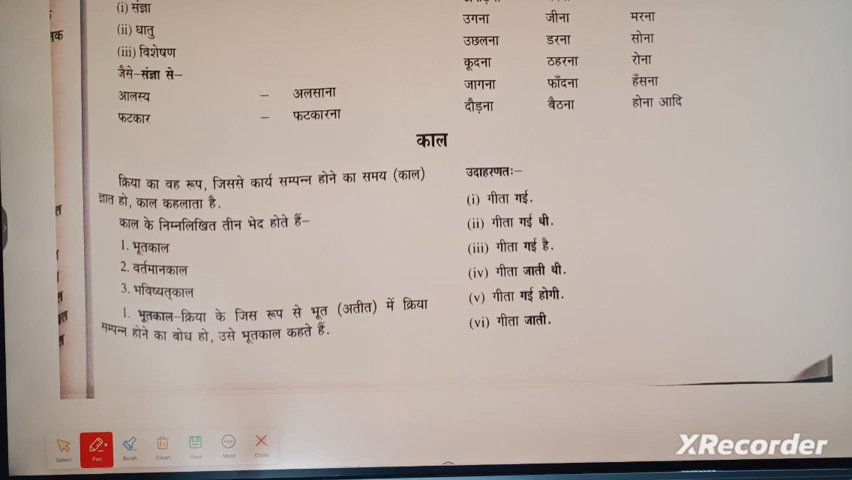 (i) संज्ञा
(ii) धातु
(iii) विशेषण
जैसे–संज्ञा से–
आलस्य – अलसाना
फटकार – फटकारना
उगना जीना मरना
उछलना डरना सोना
कूदना ठहरना रोना
जागना फाँदना हँसना
दौड़ना बैठना होना आदि
काल
क्रिया का वह रूप, जिससे कार्य सम्पन्न होने का समय (काल)
ज्ञात हो, काल कहलाता है.
काल के निम्नलिखित तीन भेद होते हैं–
1. भूतकाल
2. वर्तमानकाल
3. भविष्यत्काल
1. भूतकाल–क्रिया के जिस रूप से भूत (अतीत) में क्रिया
सम्पन्न होने का बोध हो, उसे भूतकाल कहते हैं.
उदाहरणतः–
(i) गीता गई.
(ii) गीता गई थी.
(iii) गीता गई है.
(iv) गीता जाती थी.
(v) गीता गई होगी.
(vi) गीता जाती.
Select Pen Brush Clear Save More Close
XRecorder